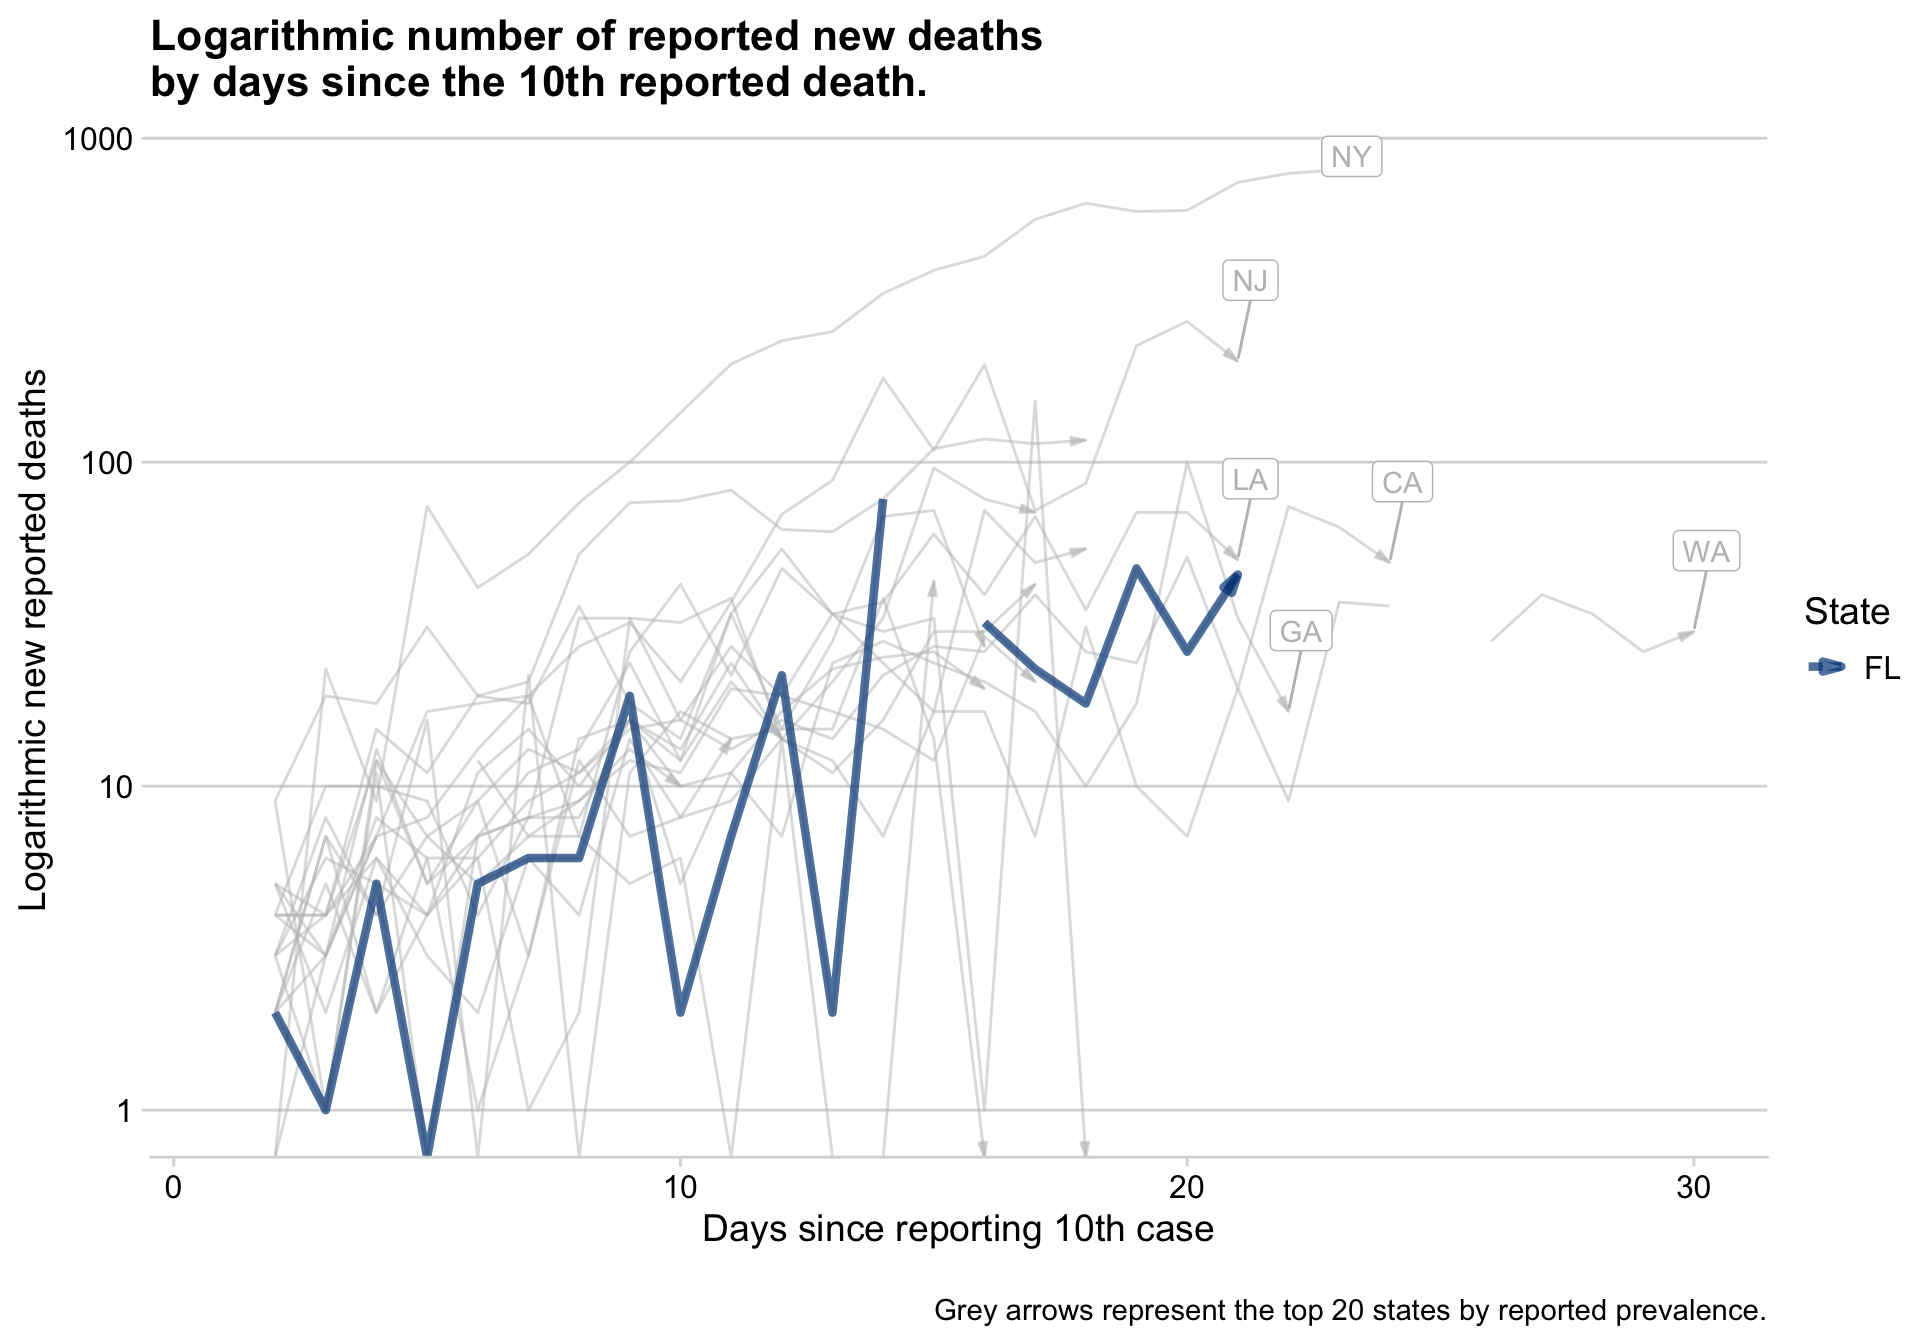 Logarithmic number of reported new deaths
by days since the 10th reported death.
Logarithmic new reported deaths
1000
100
10
1
NY
NJ
LA
CA
WA
GA
State
FL
0
10
20
30
Days since reporting 10th case
Grey arrows represent the top 20 states by reported prevalence.